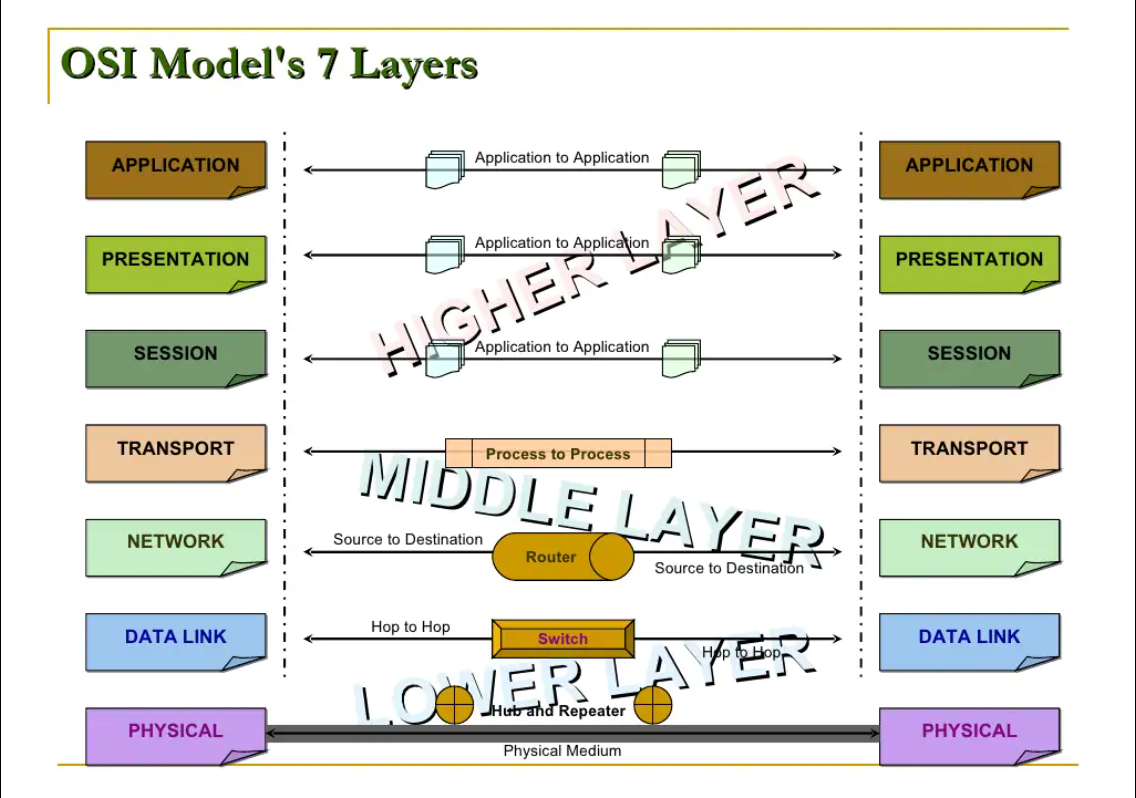 OSI Model's 7 Layers
APPLICATION
Application to Application
APPLICATION
PRESENTATION
Application to Application
PRESENTATION
HIGHER LAYER
SESSION
Application to Application
SESSION
TRANSPORT
Process to Process
TRANSPORT
MIDDLE LAYER
NETWORK
Source to Destination
Router
Source to Destination
NETWORK
DATA LINK
Hop to Hop
Switch
Hop to Hop
DATA LINK
LOWER LAYER
Hub and Repeater
PHYSICAL
Physical Medium
PHYSICAL